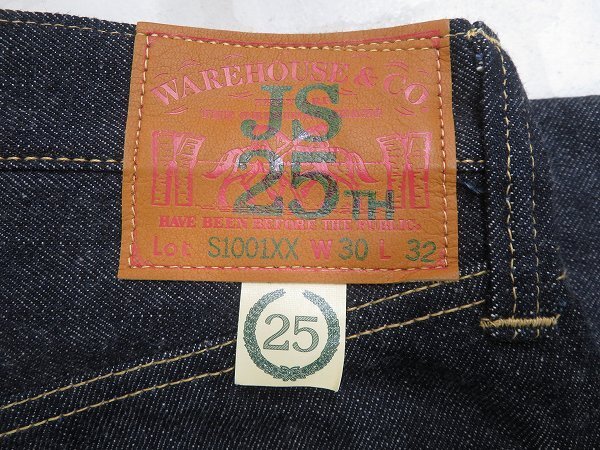 WAREHOUSE & CO.
JS
25TH
HAVE BEEN BEFORE THE PUBLIC.
Lot S1001XX W 30 L 32
25